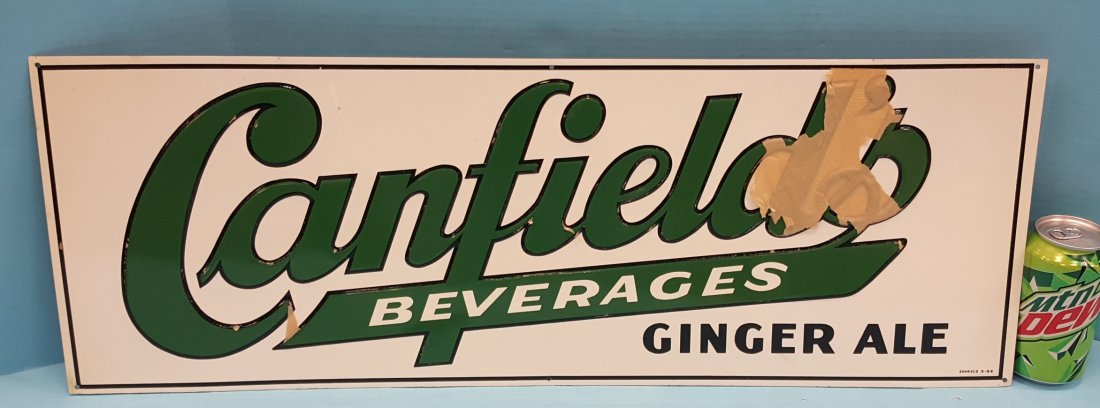 Canfield's
BEVERAGES
GINGER ALE
Mtn
Dew